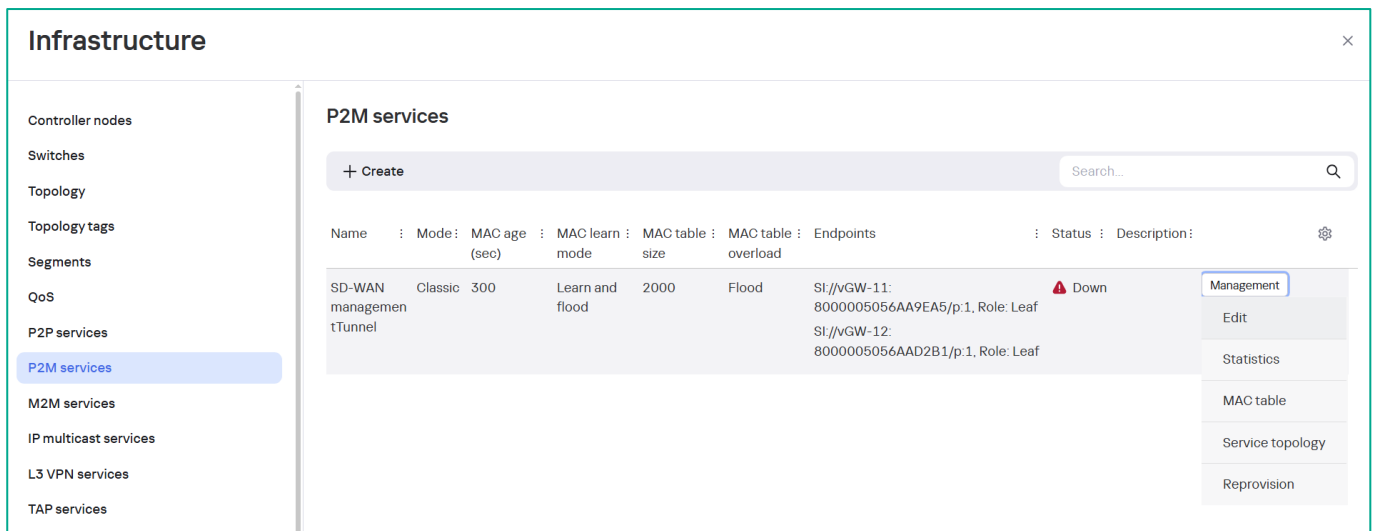 Infrastructure
Controller nodes
Switches
Topology
Topology tags
Segments
QoS
P2P services
P2M services
M2M services
IP multicast services
L3 VPN services
TAP services
P2M services
+ Create
Search...
Name Mode MAC age (sec) MAC learn mode MAC table size MAC table overload Endpoints Status Description
SD-WAN
managemen
tTunnel
Classic
300
Learn and
flood
2000
Flood
SI://vGW-11:
8000005056AA9EA5/p:1, Role: Leaf
SI://vGW-12:
8000005056AAD2B1/p:1, Role: Leaf
Down
Management
Edit
Statistics
MAC table
Service topology
Reprovision